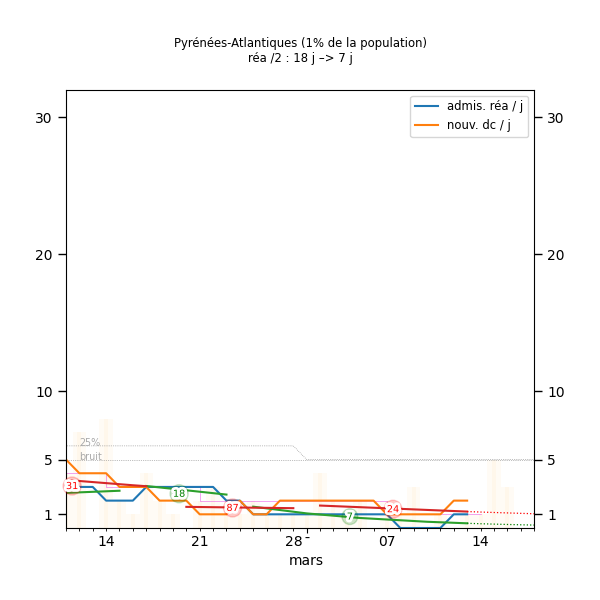 Pyrénées-Atlantiques (1% de la population)
réa /2 : 18 j –> 7 j
admis. réa / j
nouv. dc / j
30 30
20 20
10 10
25%
bruit
5 5
31
18
87
7
24
1 1
14 21 28 07 14
mars